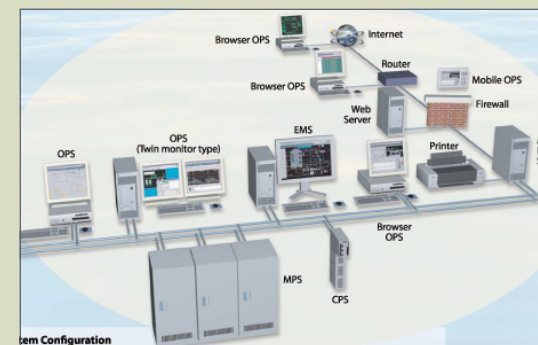 Browser OPS
Internet
Router
Browser OPS
Mobile OPS
Web
Server
Firewall
OPS
OPS
(Twin monitor type)
EMS
Printer
Browser
OPS
MPS
CPS
tem Configuration